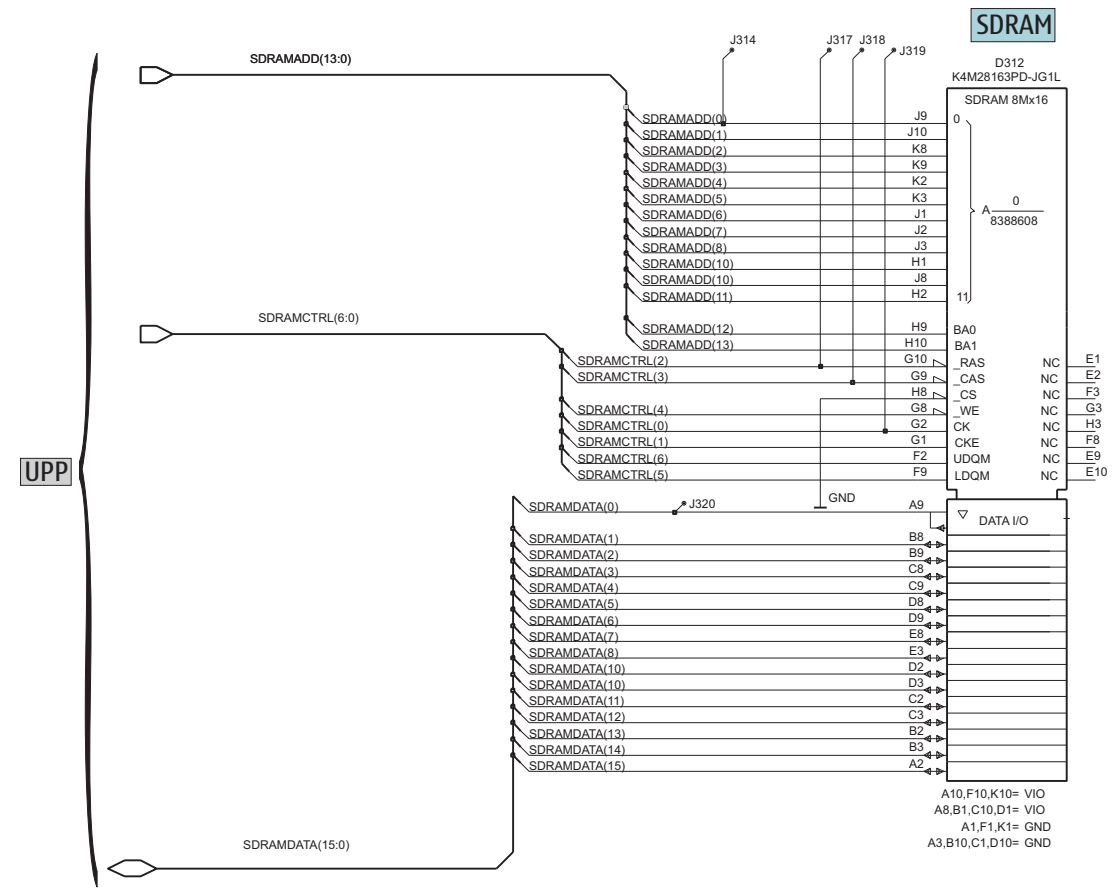 SDRAM
J314
J317 J318
J319
SDRAMADD(13:0)
D312
K4M28163PD-JG1L
SDRAM 8Mx16
SDRAMADD(0) J9 0
SDRAMADD(1) J10
SDRAMADD(2) K8
SDRAMADD(3) K9
SDRAMADD(4) K2
SDRAMADD(5) K3
SDRAMADD(6) J1
SDRAMADD(7) J2
SDRAMADD(8) J3
SDRAMADD(10) H1
SDRAMADD(10) J8
SDRAMADD(11) H2 11
A 0
8388608
SDRAMCTRL(6:0)
SDRAMADD(12) H9 BA0
SDRAMADD(13) H10 BA1
SDRAMCTRL(2) G10 _RAS NC E1
SDRAMCTRL(3) G9 _CAS NC E2
H8 _CS NC F3
SDRAMCTRL(4) G8 _WE NC G3
SDRAMCTRL(0) G2 CK NC H3
SDRAMCTRL(1) G1 CKE NC F8
SDRAMCTRL(6) F2 UDQM NC E9
SDRAMCTRL(5) F9 LDQM NC E10
UPP
SDRAMDATA(0) J320 GND A9
DATA I/O
SDRAMDATA(1) B8
SDRAMDATA(2) B9
SDRAMDATA(3) C8
SDRAMDATA(4) C9
SDRAMDATA(5) D8
SDRAMDATA(6) D9
SDRAMDATA(7) E8
SDRAMDATA(8) E3
SDRAMDATA(10) D2
SDRAMDATA(10) D3
SDRAMDATA(11) C2
SDRAMDATA(12) C3
SDRAMDATA(13) B2
SDRAMDATA(14) B3
SDRAMDATA(15) A2
A10,F10,K10= VIO
A8,B1,C10,D1= VIO
A1,F1,K1= GND
A3,B10,C1,D10= GND
SDRAMDATA(15:0)